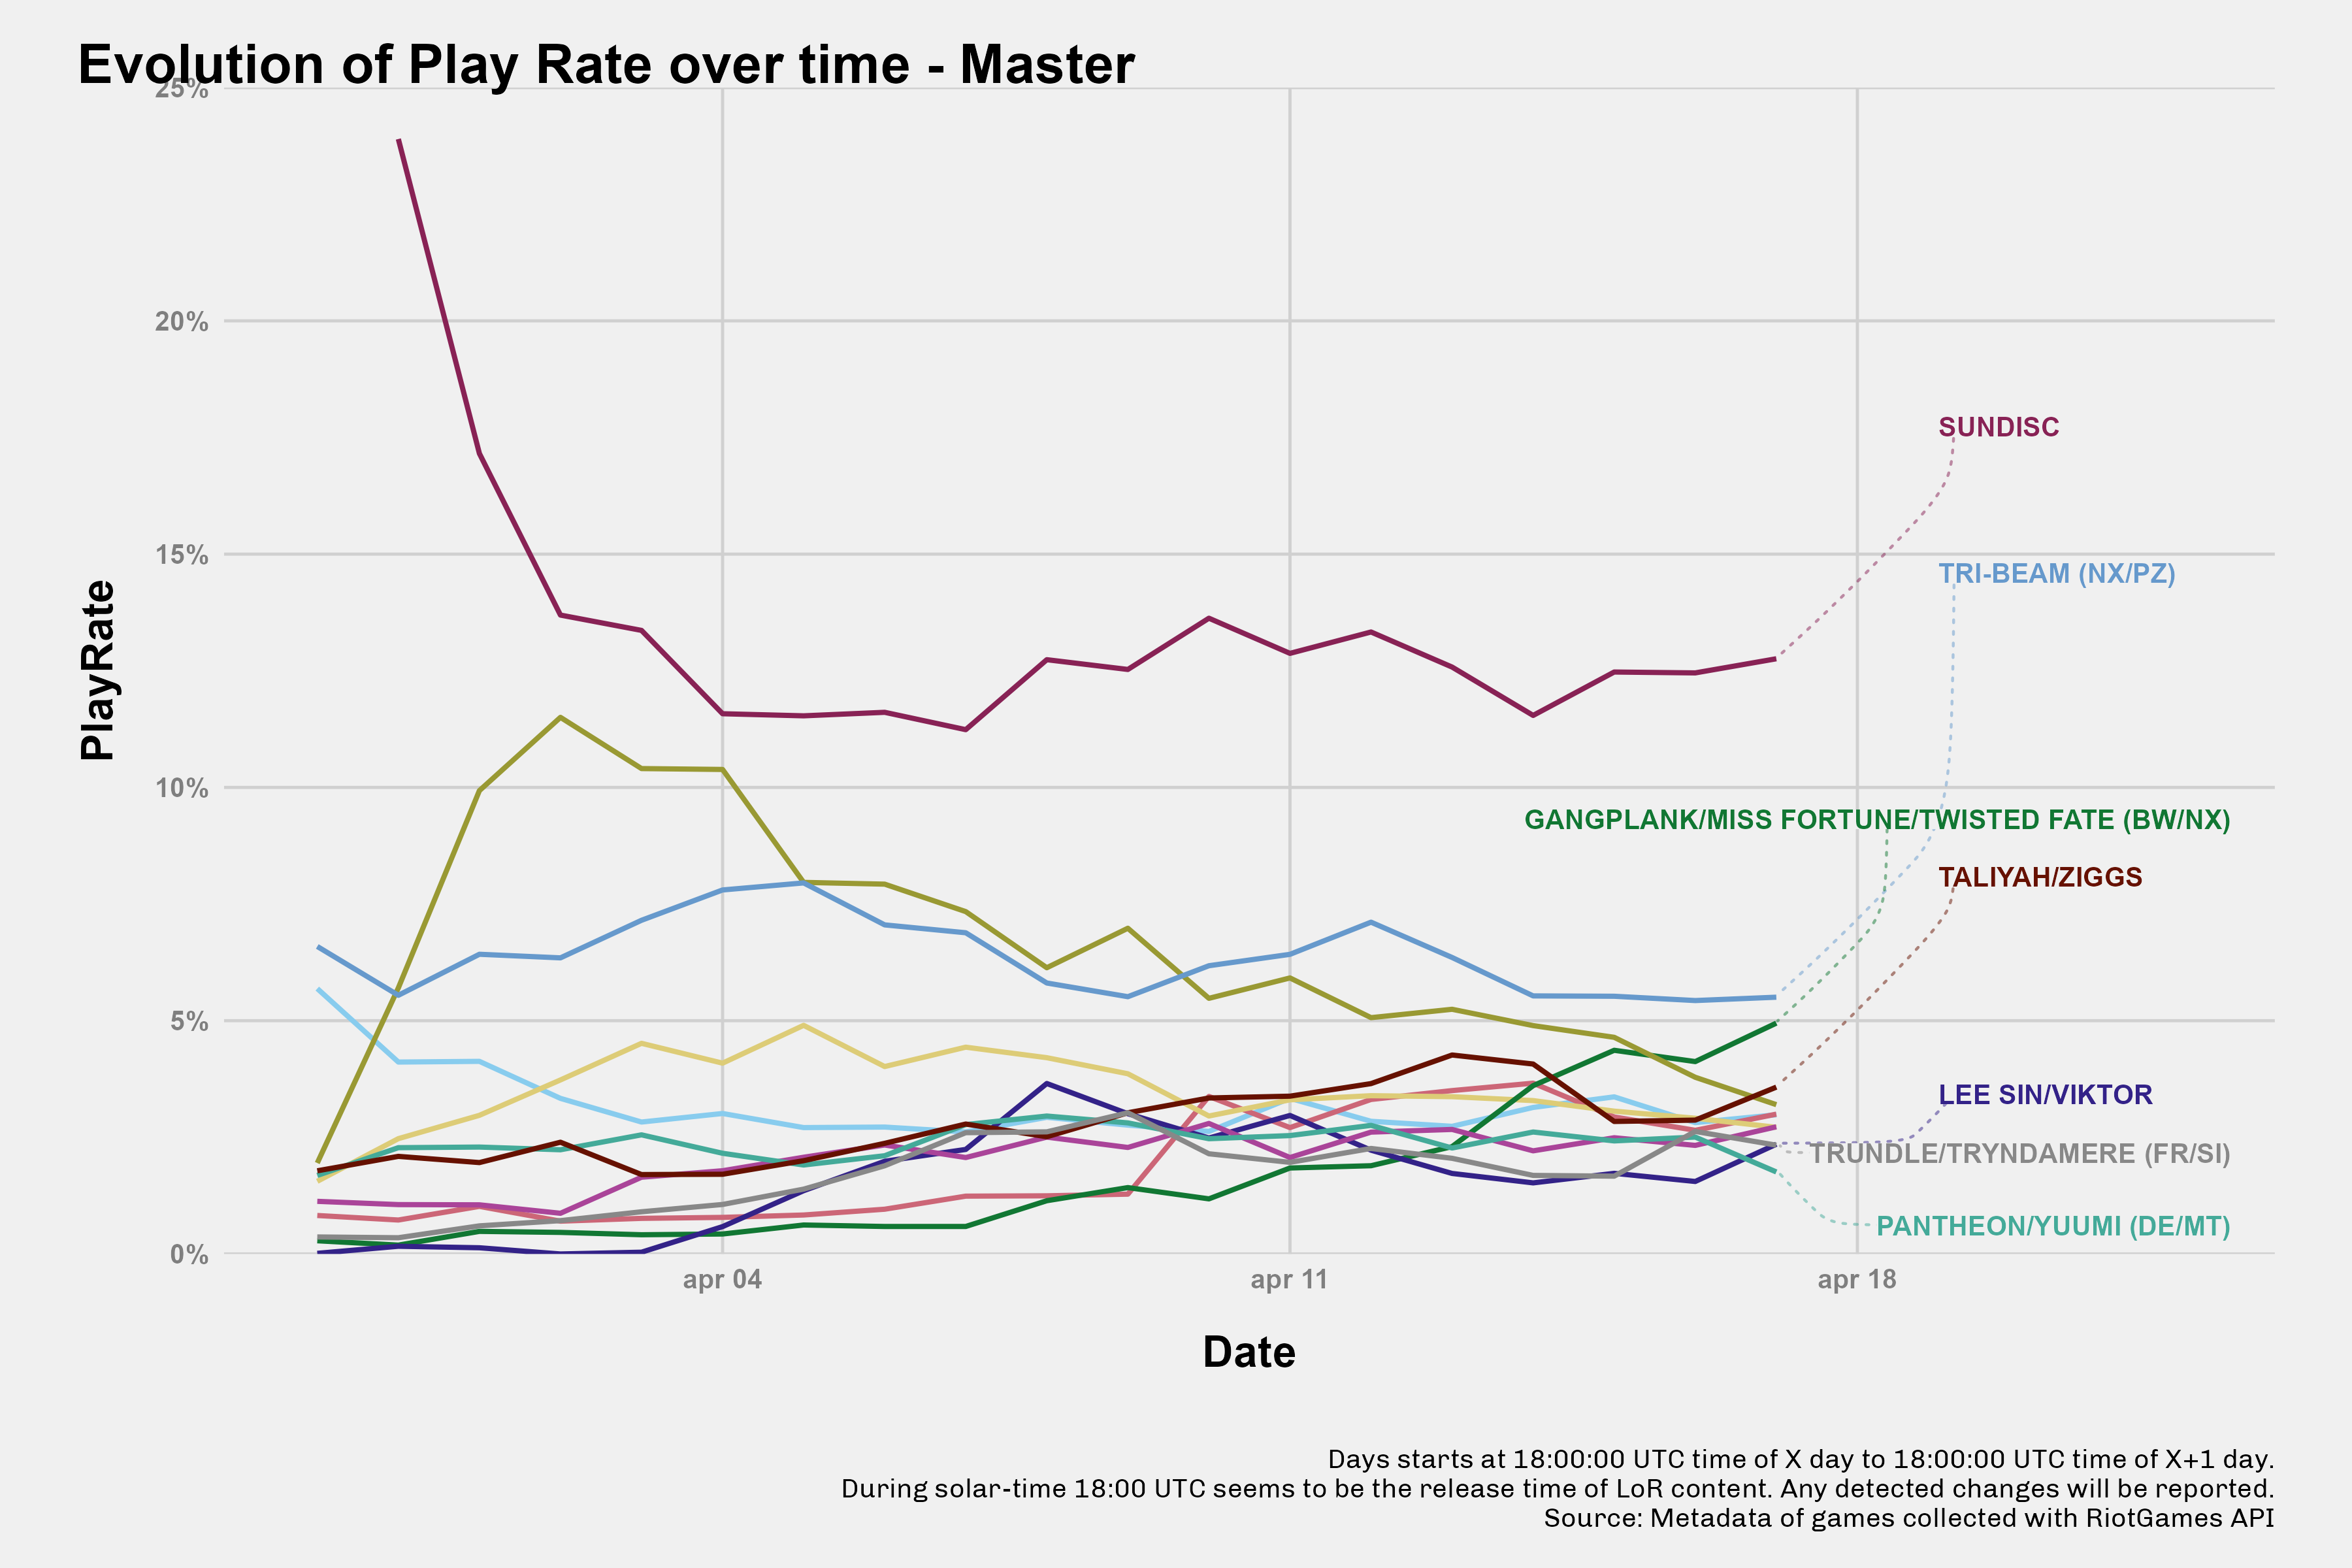 Evolution of Play Rate over time - Master
25%
20%
15%
10%
5%
0%
PlayRate
SUNDISC
TRI-BEAM (NX/PZ)
GANGPLANK/MISS FORTUNE/TWISTED FATE (BW/NX)
TALIYAH/ZIGGS
LEE SIN/VIKTOR
TRUNDLE/TRYNDAMERE (FR/SI)
PANTHEON/YUUMI (DE/MT)
apr 04
apr 11
apr 18
Date
Days starts at 18:00:00 UTC time of X day to 18:00:00 UTC time of X+1 day.
During solar-time 18:00 UTC seems to be the release time of LoR content. Any detected changes will be reported.
Source: Metadata of games collected with RiotGames API